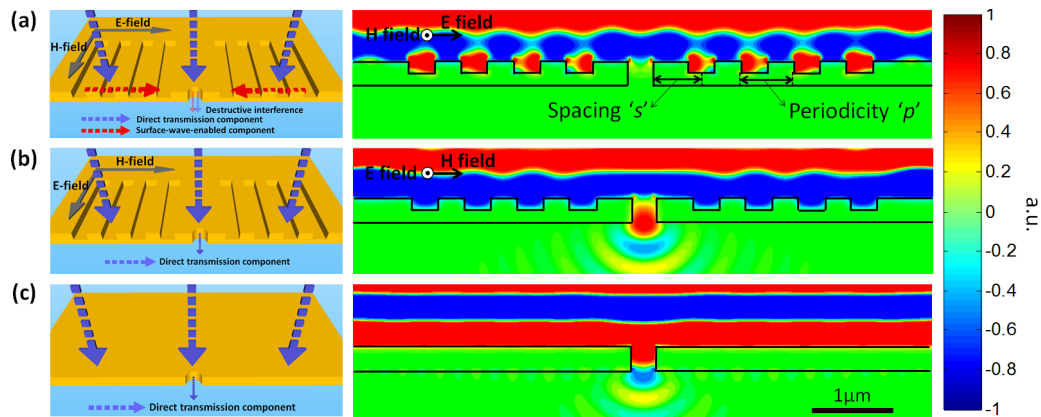 (a)
E-field
H-field
Destructive interference
Direct transmission component
Surface-wave-enabled component
E field
H field
Spacing ‘s’
Periodicity ‘p’
(b)
H-field
E-field
Direct transmission component
H field
E field
(c)
Direct transmission component
1μm
1
0.8
0.6
0.4
0.2
0
-0.2
-0.4
-0.6
-0.8
-1
a.u.